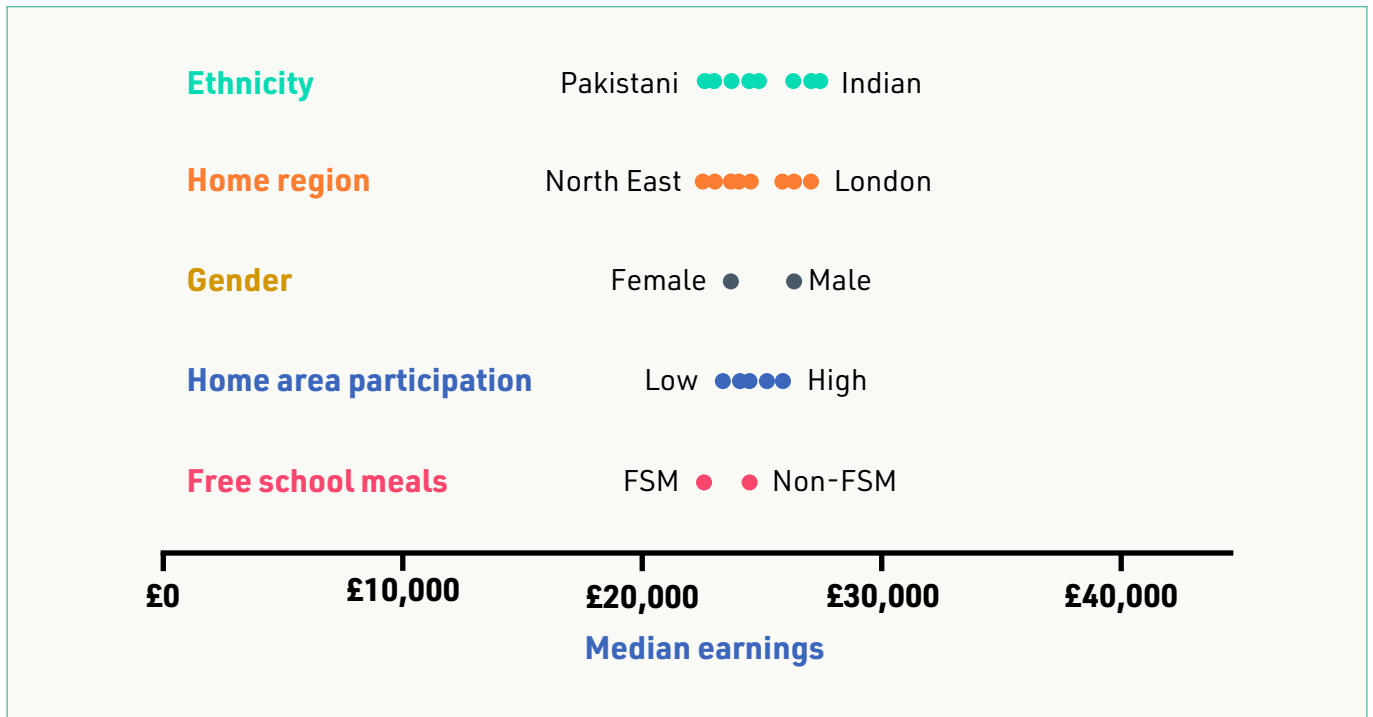 Ethnicity Pakistani Indian
Home region North East London
Gender Female Male
Home area participation Low High
Free school meals FSM Non-FSM
£0 £10,000 £20,000 £30,000 £40,000
Median earnings